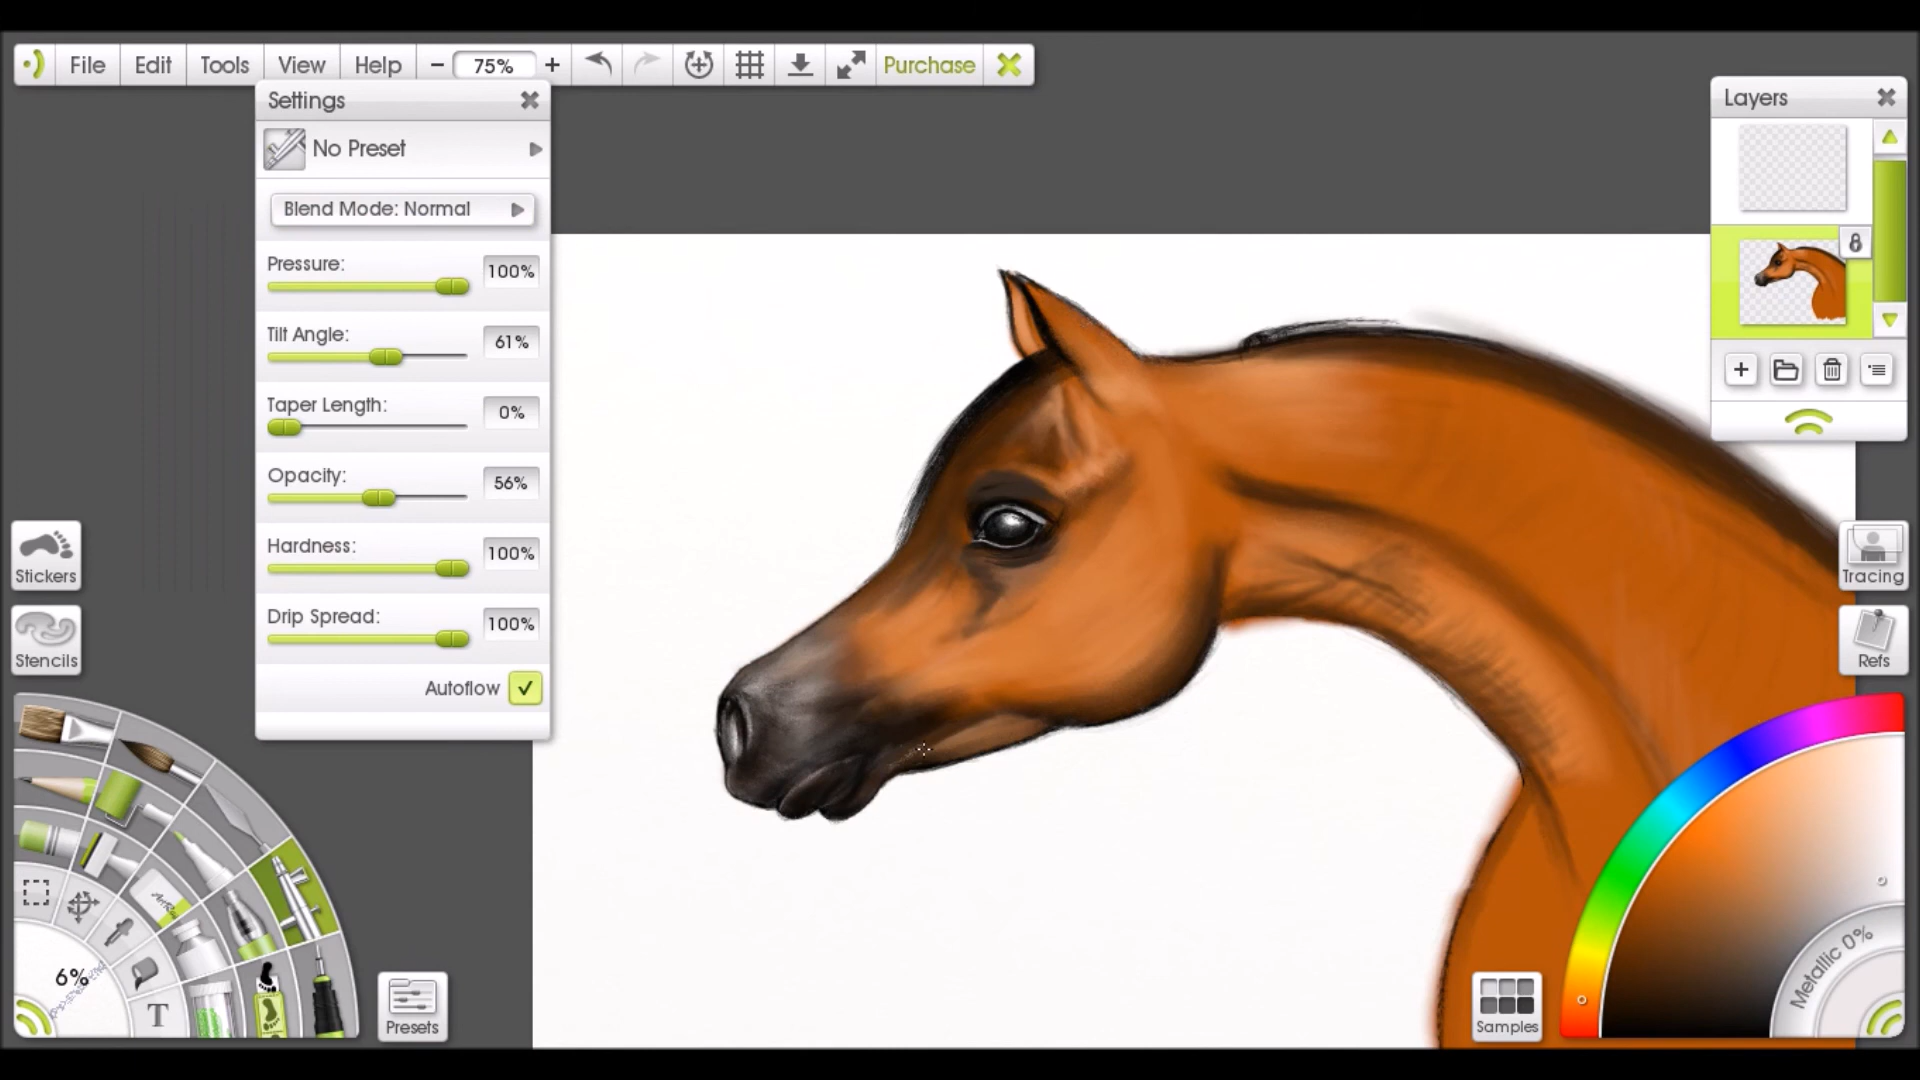 File Edit Tools View Help − 75% + Purchase
Settings
No Preset
Blend Mode: Normal
Pressure: 100%
Tilt Angle: 61%
Taper Length: 0%
Opacity: 56%
Hardness: 100%
Drip Spread: 100%
Autoflow
Layers
Stickers
Stencils
Tracing
Refs
6%
T
Presets
Samples
Metallic 0%